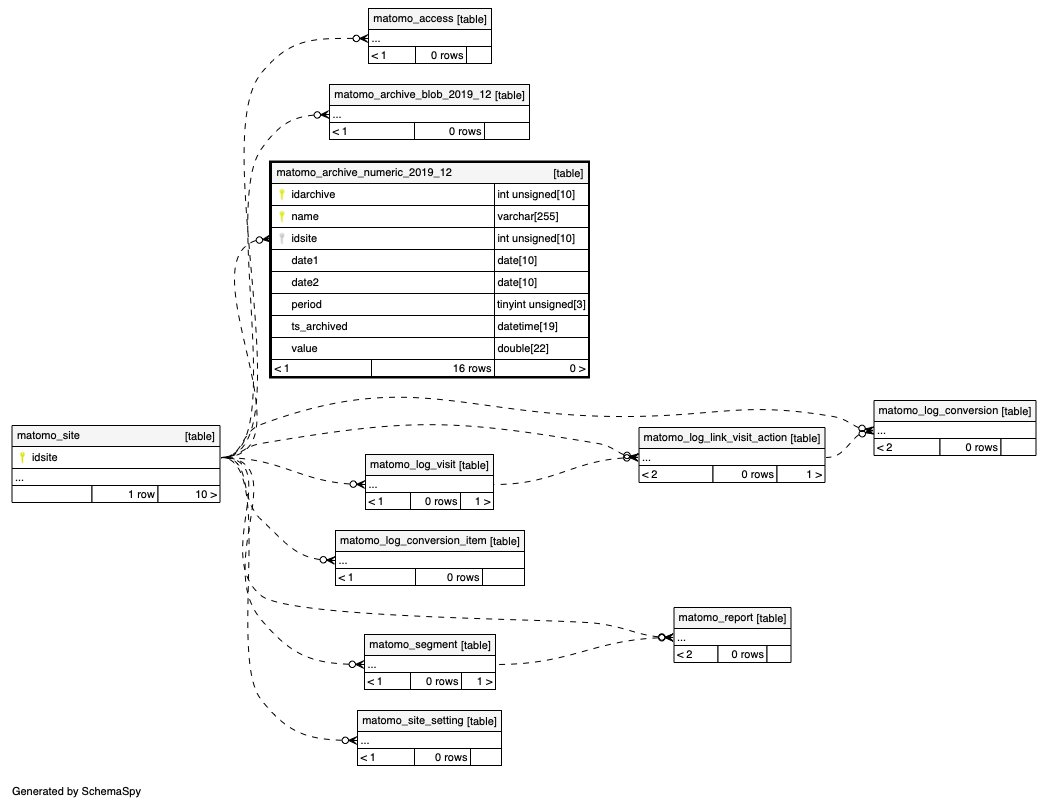 matomo_access [table]
...
< 1 0 rows
matomo_archive_blob_2019_12 [table]
...
< 1 0 rows
matomo_archive_numeric_2019_12 [table]
idarchive int unsigned[10]
name varchar[255]
idsite int unsigned[10]
date1 date[10]
date2 date[10]
period tinyint unsigned[3]
ts_archived datetime[19]
value double[22]
< 1 16 rows 0 >
matomo_site [table]
idsite
...
1 row 10 >
matomo_log_visit [table]
...
< 1 0 rows 1 >
matomo_log_link_visit_action [table]
...
< 2 0 rows 1 >
matomo_log_conversion [table]
...
< 2 0 rows
matomo_log_conversion_item [table]
...
< 1 0 rows
matomo_segment [table]
...
< 1 0 rows 1 >
matomo_report [table]
...
< 2 0 rows
matomo_site_setting [table]
...
< 1 0 rows
Generated by SchemaSpy